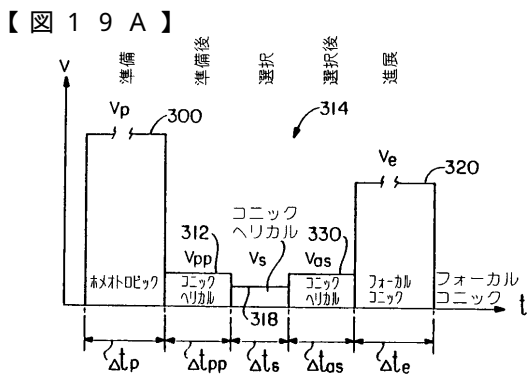 【図19A】
準備
準備後
選択
選択後
進展
V
Vp
300
314
Ve
320
コニック
ヘリカル
312
330
Vpp
Vs
Vas
ホメオトロピック
コニック
ヘリカル
318
コニック
ヘリカル
フォーカル
コニック
フォーカル
コニック
t
Δtp
Δtpp
Δts
Δtas
Δte